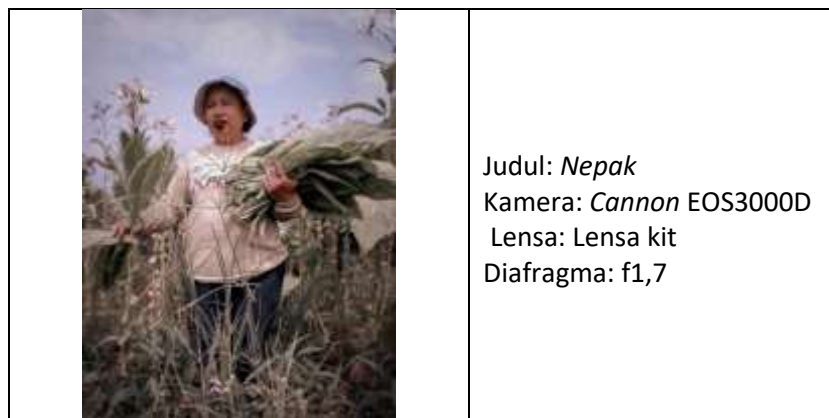 Judul: Nepak
Kamera: Cannon EOS3000D
Lensa: Lensa kit
Diafragma: f1,7